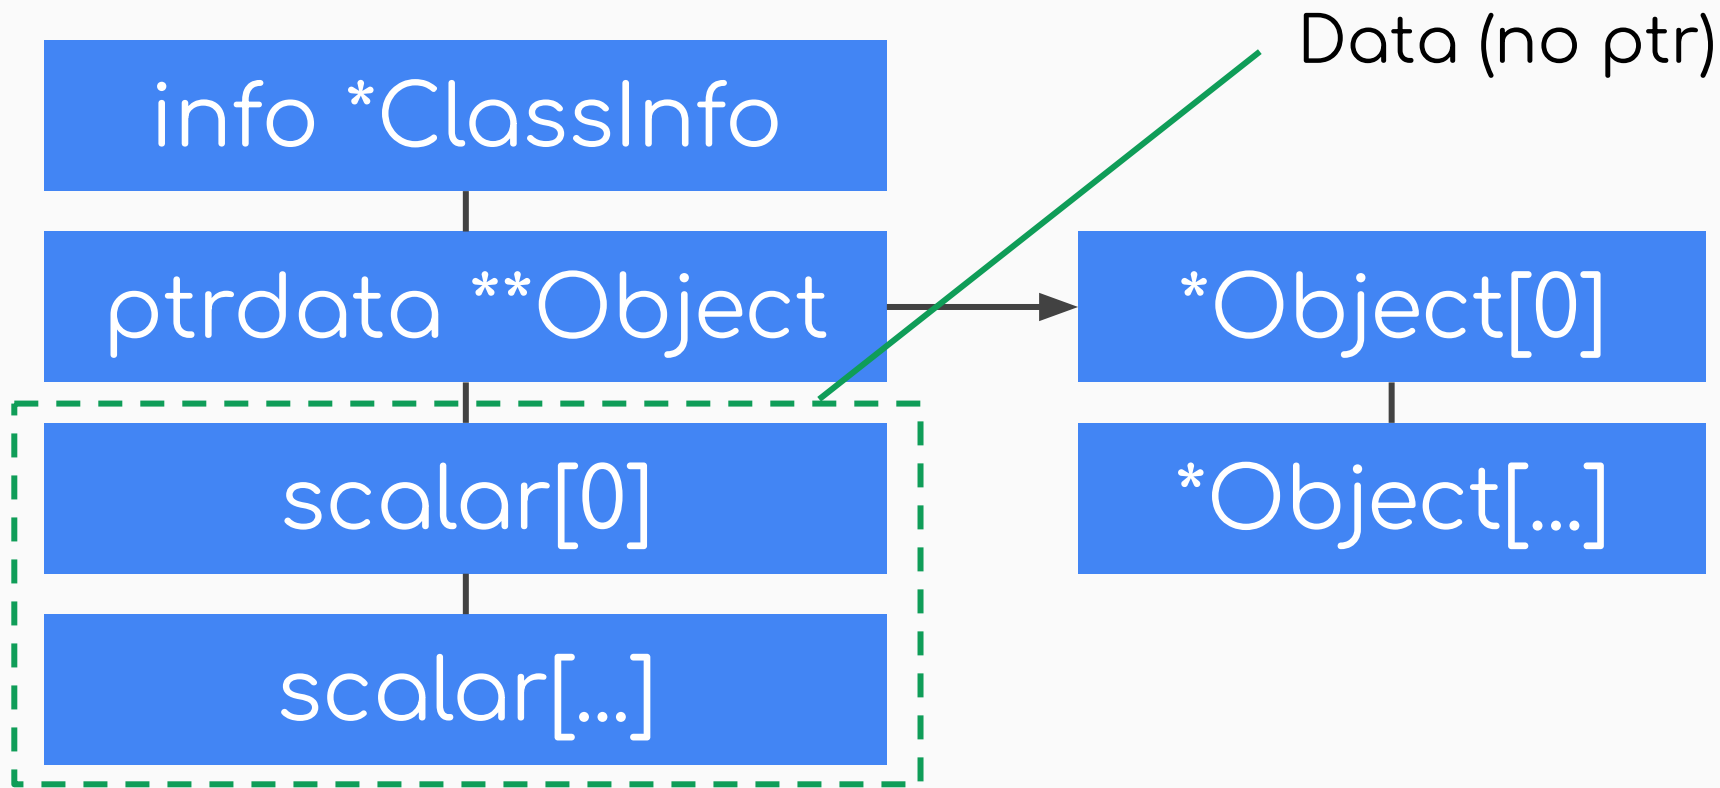 Data (no ptr)
info *ClassInfo
ptrdata **Object
*Object[0]
scalar[0]
*Object[...]
scalar[...]